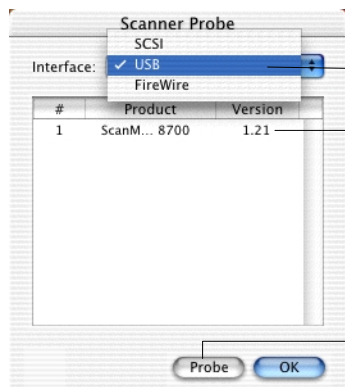 Scanner Probe
SCSI
Interface: ✓ USB
FireWire
# Product Version
1 ScanM... 8700 1.21
Probe OK